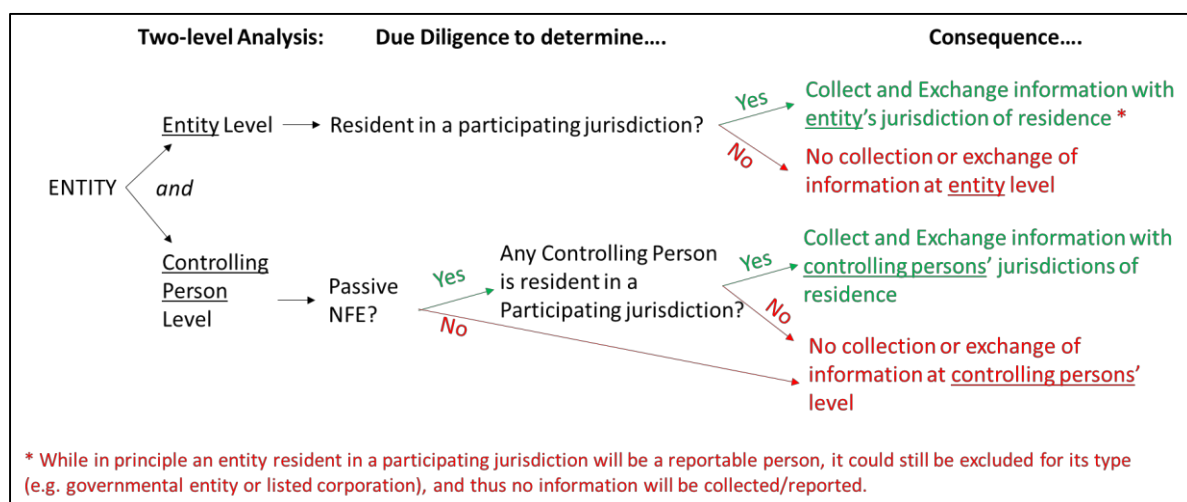 Two-level Analysis: Due Diligence to determine…. Consequence….
Entity Level
Resident in a participating jurisdiction?
Yes
No
Collect and Exchange information with
entity’s jurisdiction of residence *
No collection or exchange of
information at entity level
ENTITY
and
Controlling
Person
Level
Passive
NFE?
Yes
No
Any Controlling Person
is resident in a
Participating jurisdiction?
Yes
No
Collect and Exchange information with
controlling persons’ jurisdictions of
residence
No collection or exchange of
information at controlling persons’
level
* While in principle an entity resident in a participating jurisdiction will be a reportable person, it could still be excluded for its type
(e.g. governmental entity or listed corporation), and thus no information will be collected/reported.